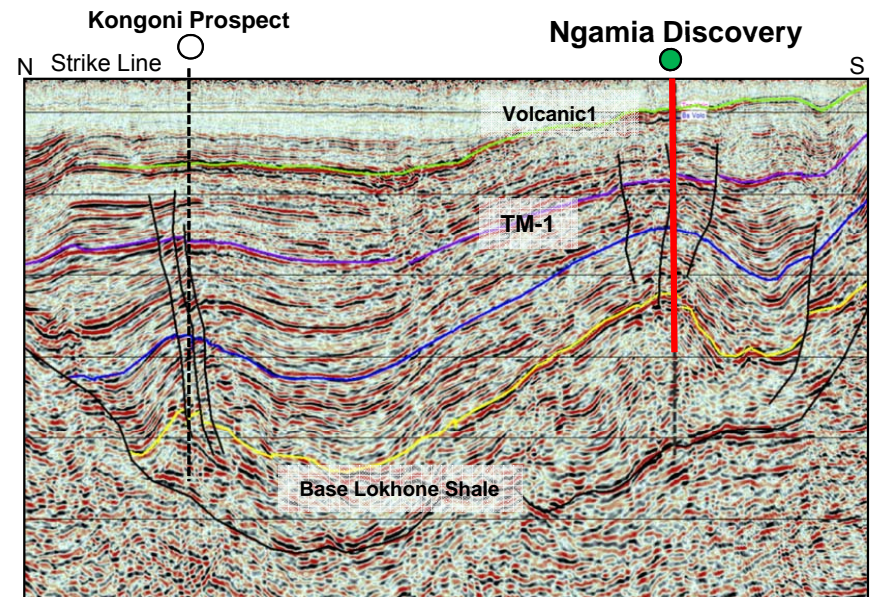 Kongoni Prospect
Ngamia Discovery
N
Strike Line
S
Volcanic1
TM-1
Base Lokhone Shale